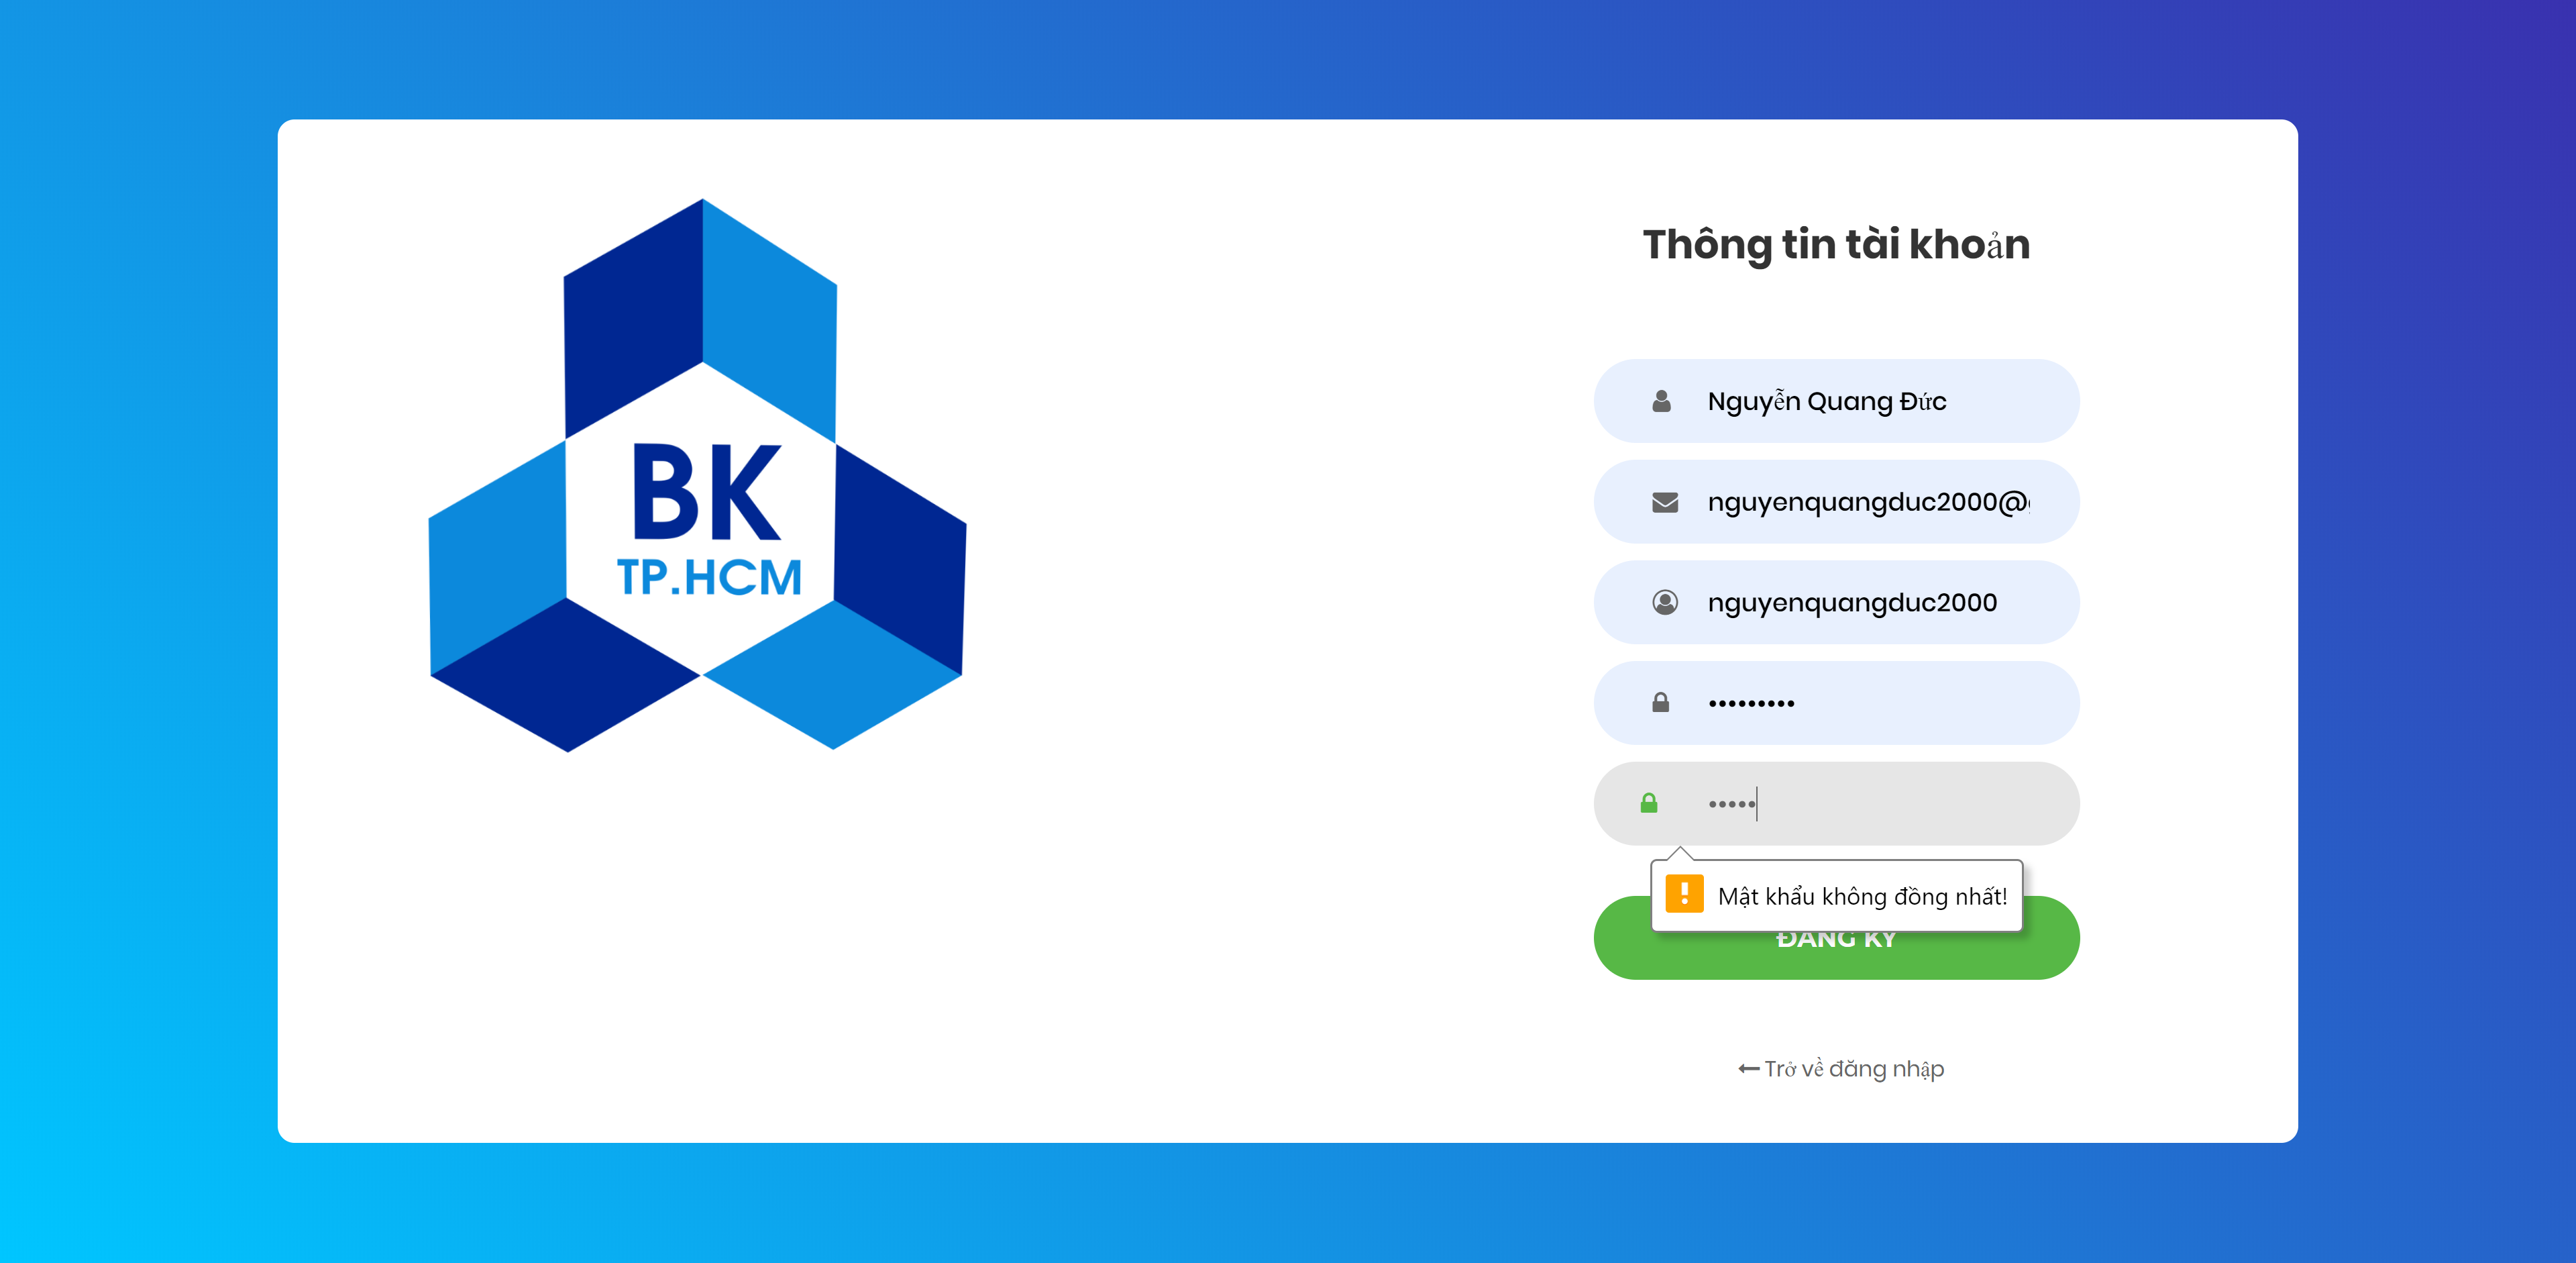 BK
TP.HCM
Thông tin tài khoản
Nguyễn Quang Đức
nguyenquangduc2000@
nguyenquangduc2000
•••••••••
•••••
Mật khẩu không đồng nhất!
ĐĂNG KÝ
Trở về đăng nhập